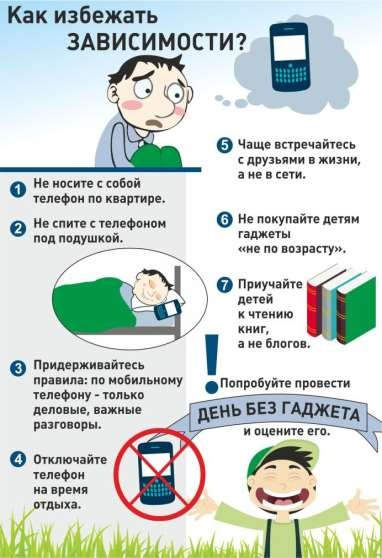 Как избежать
ЗАВИСИМОСТИ?
1 Не носите с собой
телефон по квартире.
2 Не спите с телефоном
под подушкой.
3 Придерживайтесь
правила: по мобильному
телефону - только
деловые, важные
разговоры.
4 Отключайте
телефон
на время
отдыха.
5 Чаще встречайтесь
с друзьями в жизни,
а не в сети.
6 Не покупайте детям
гаджеты
«не по возрасту».
7 Приучайте
детей
к чтению
книг,
а не блогов.
! Попробуйте провести
ДЕНЬ БЕЗ ГАДЖЕТА
и оцените его.